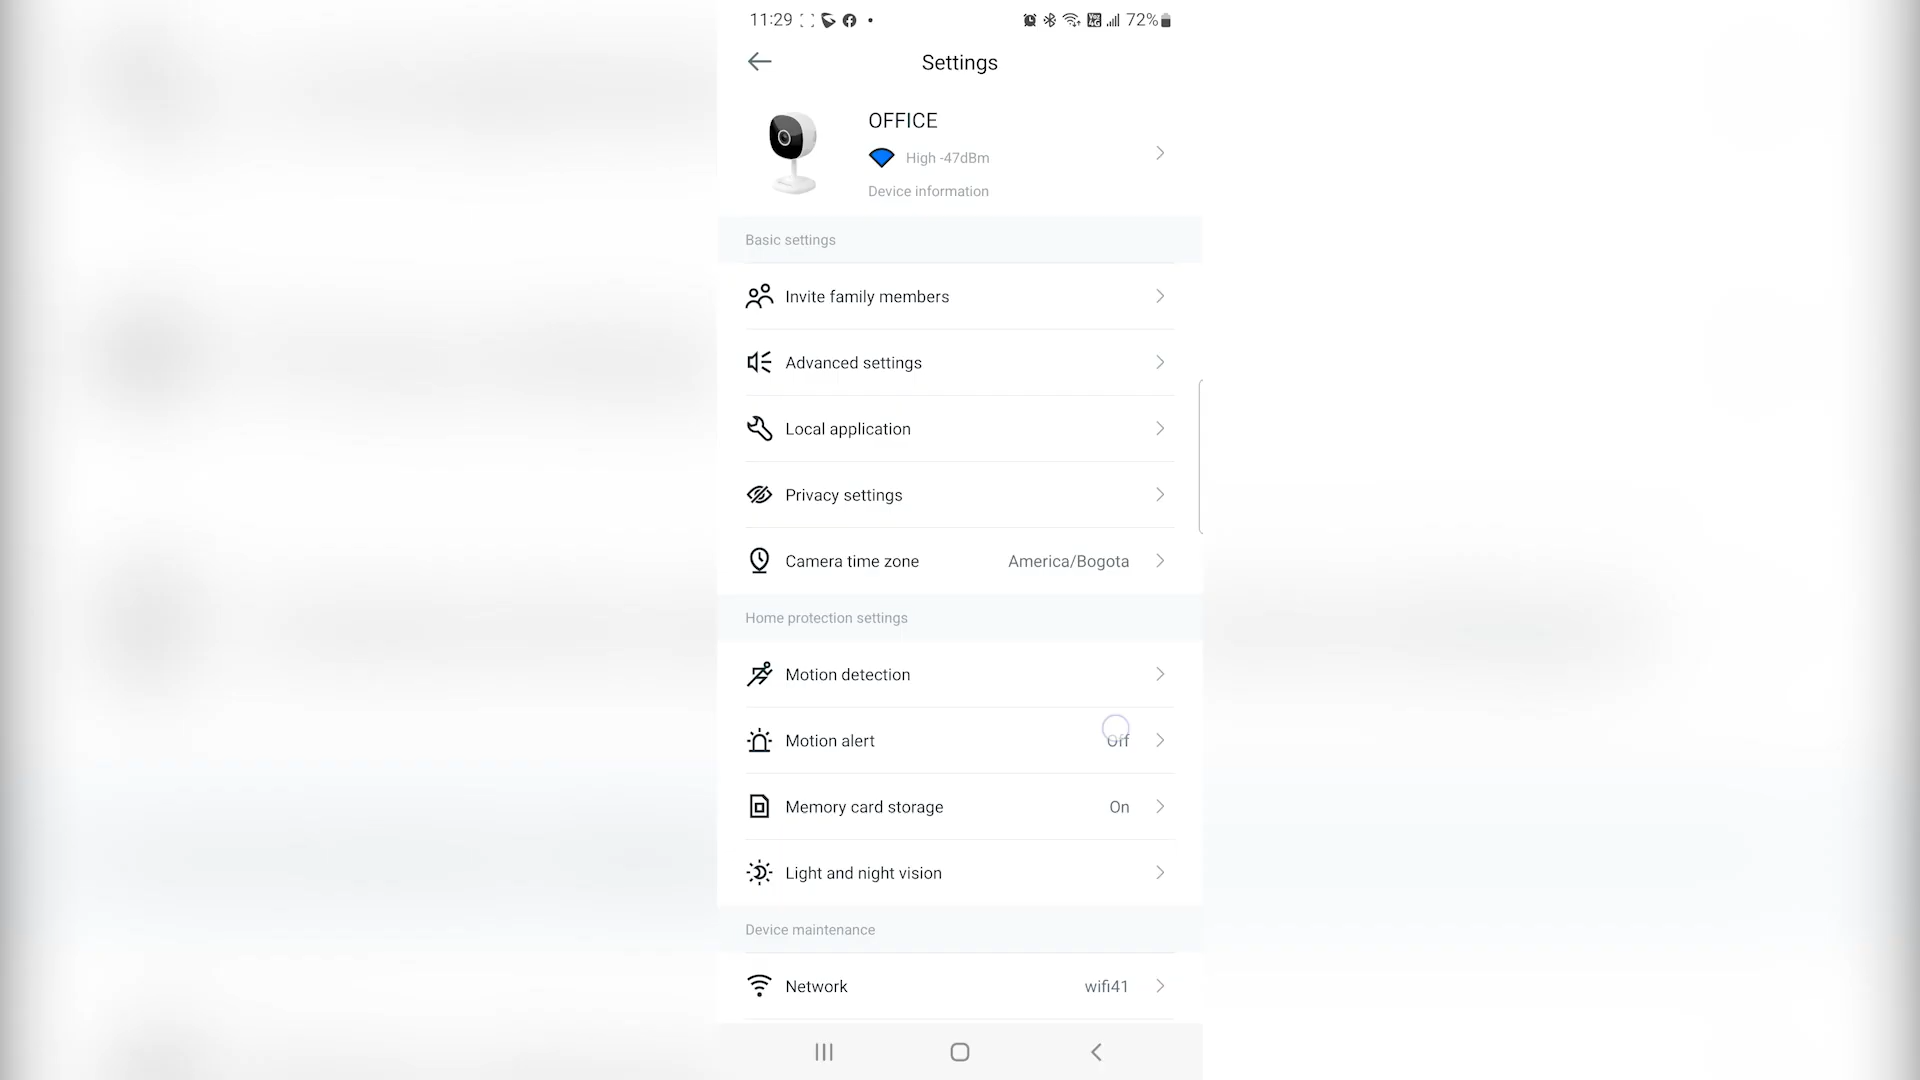 11:29
72%
Settings
OFFICE
High -47dBm
Device information
Basic settings
Invite family members
Advanced settings
Local application
Privacy settings
Camera time zone America/Bogota
Home protection settings
Motion detection
Motion alert Off
Memory card storage On
Light and night vision
Device maintenance
Network wifi41